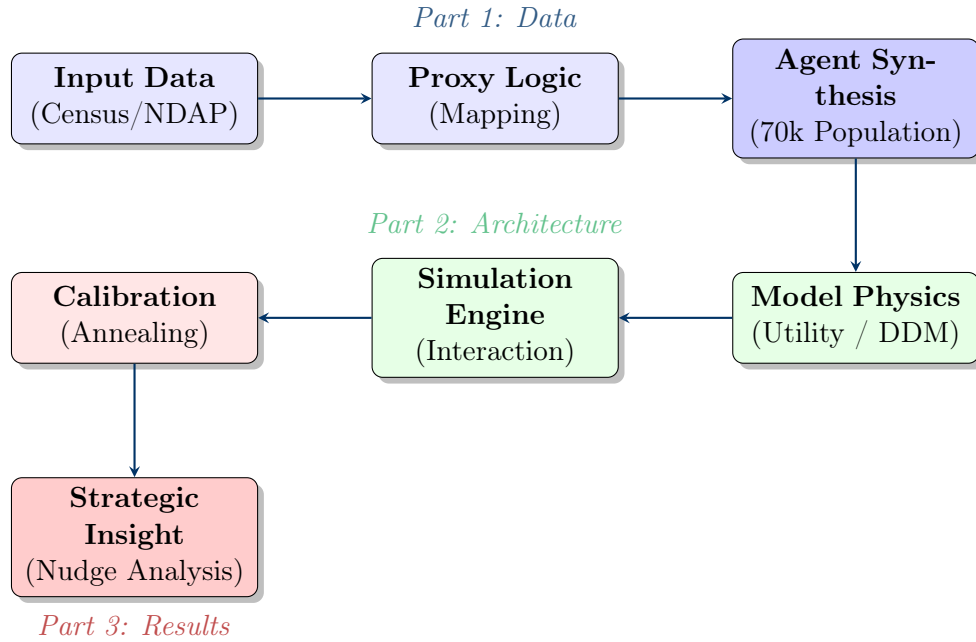 Part 1: Data
Input Data
(Census/NDAP)
Proxy Logic
(Mapping)
Agent Syn-
thesis
(70k Population)
Part 2: Architecture
Calibration
(Annealing)
Simulation
Engine
(Interaction)
Model Physics
(Utility / DDM)
Strategic
Insight
(Nudge Analysis)
Part 3: Results